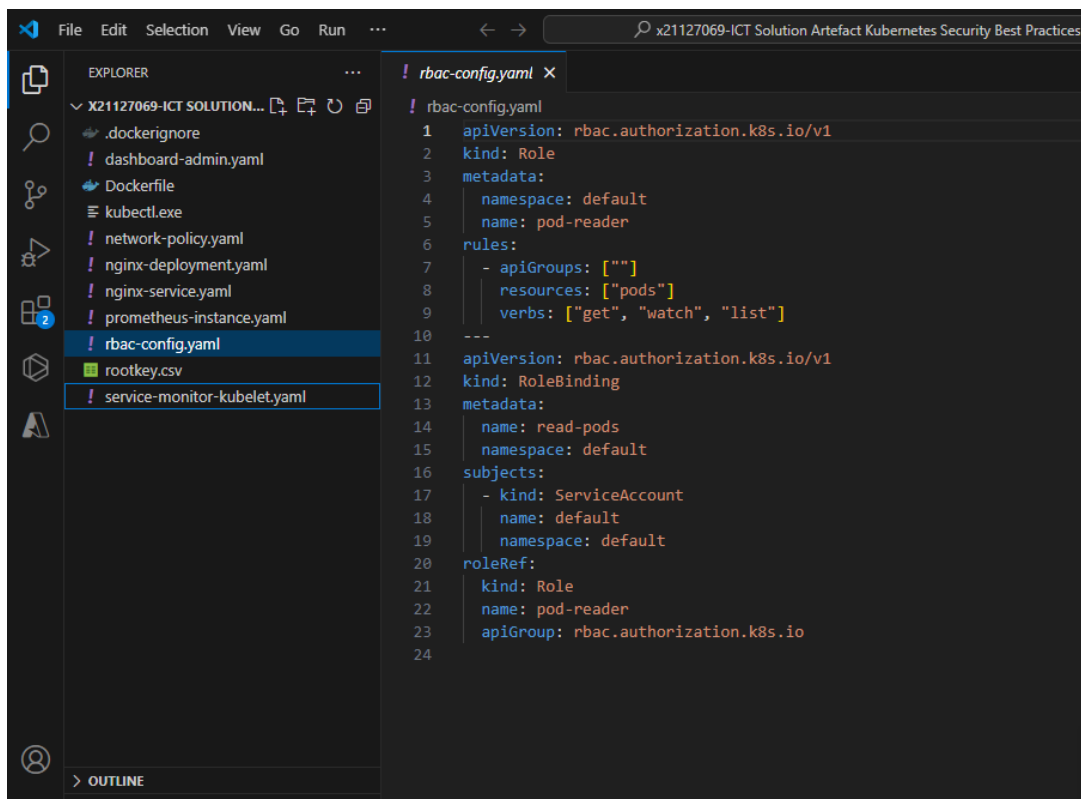 File Edit Selection View Go Run ···
x21127069-ICT Solution Artefact Kubernetes Security Best Practices
EXPLORER ···
X21127069-ICT SOLUTION...
.dockerignore
! dashboard-admin.yaml
Dockerfile
kubectl.exe
! network-policy.yaml
! nginx-deployment.yaml
! nginx-service.yaml
! prometheus-instance.yaml
! rbac-config.yaml
rootkey.csv
! service-monitor-kubelet.yaml
2
OUTLINE
! rbac-config.yaml ×
! rbac-config.yaml
1 apiVersion: rbac.authorization.k8s.io/v1
2 kind: Role
3 metadata:
4   namespace: default
5   name: pod-reader
6 rules:
7   - apiGroups: [""]
8     resources: ["pods"]
9     verbs: ["get", "watch", "list"]
10 ---
11 apiVersion: rbac.authorization.k8s.io/v1
12 kind: RoleBinding
13 metadata:
14   name: read-pods
15   namespace: default
16 subjects:
17   - kind: ServiceAccount
18     name: default
19     namespace: default
20 roleRef:
21   kind: Role
22   name: pod-reader
23   apiGroup: rbac.authorization.k8s.io
24